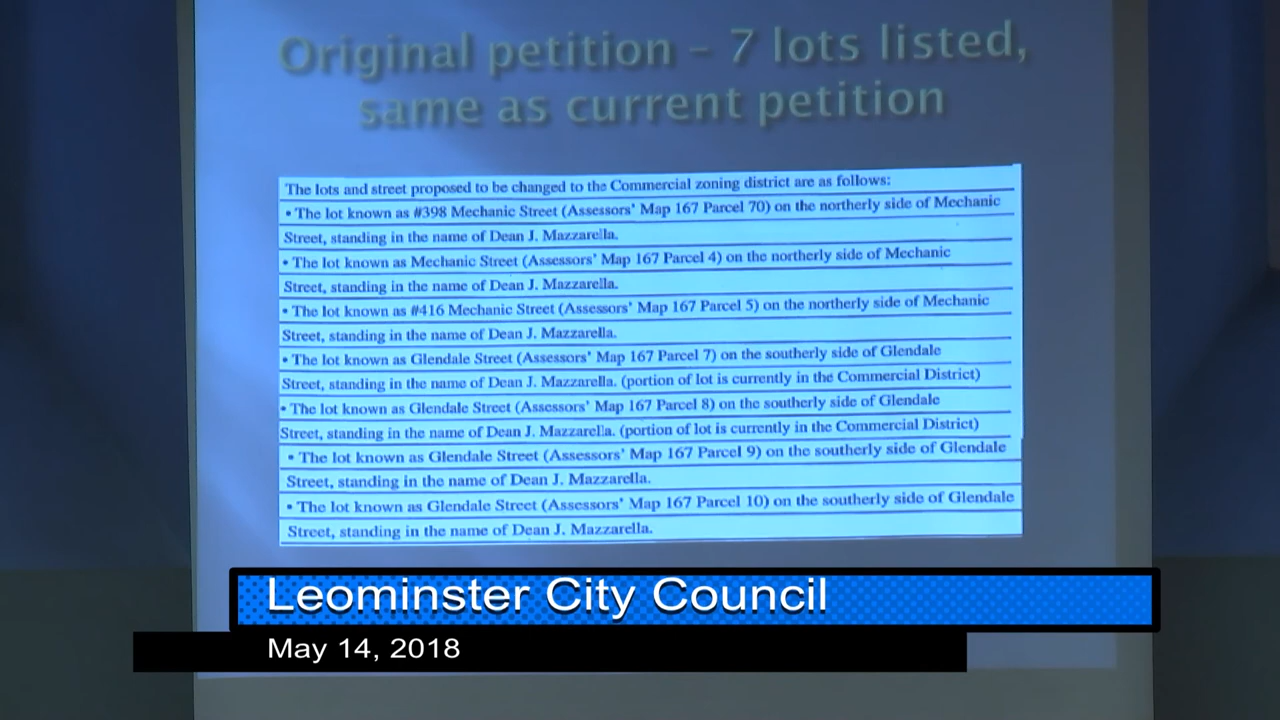 Original petition – 7 lots listed,
same as current petition
The lots and street proposed to be changed to the Commercial zoning district are as follows:
• The lot known as #398 Mechanic Street (Assessors' Map 167 Parcel 70) on the northerly side of Mechanic
Street, standing in the name of Dean J. Mazzarella.
• The lot known as Mechanic Street (Assessors' Map 167 Parcel 4) on the northerly side of Mechanic
Street, standing in the name of Dean J. Mazzarella.
• The lot known as #416 Mechanic Street (Assessors' Map 167 Parcel 5) on the northerly side of Mechanic
Street, standing in the name of Dean J. Mazzarella.
• The lot known as Glendale Street (Assessors' Map 167 Parcel 7) on the southerly side of Glendale
Street, standing in the name of Dean J. Mazzarella. (portion of lot is currently in the Commercial District)
• The lot known as Glendale Street (Assessors' Map 167 Parcel 8) on the southerly side of Glendale
Street, standing in the name of Dean J. Mazzarella. (portion of lot is currently in the Commercial District)
• The lot known as Glendale Street (Assessors' Map 167 Parcel 9) on the southerly side of Glendale
Street, standing in the name of Dean J. Mazzarella.
• The lot known as Glendale Street (Assessors' Map 167 Parcel 10) on the southerly side of Glendale
Street, standing in the name of Dean J. Mazzarella.
Leominster City Council
May 14, 2018